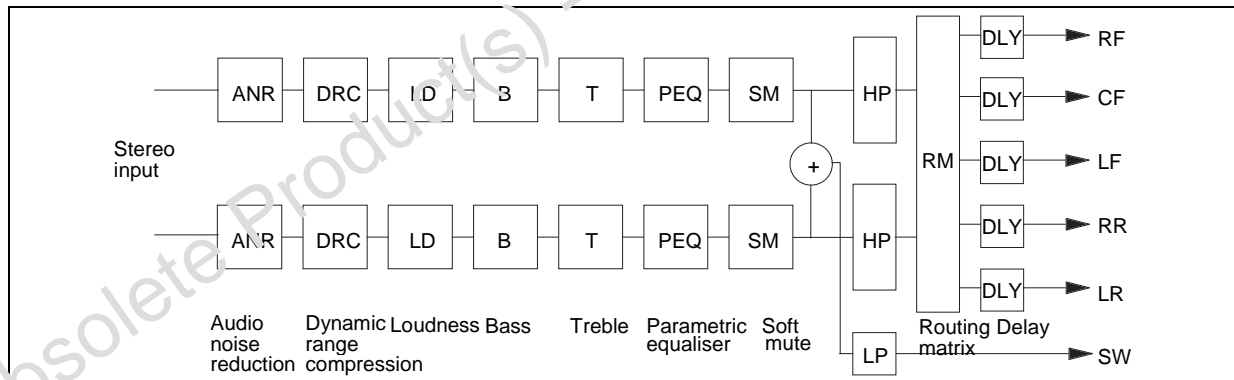 ANR DRC LD B T PEQ SM HP DLY RF
DLY CF
Stereo
input
+
RM DLY LF
ANR DRC LD B T PEQ SM HP DLY RR
DLY LR
Audio
noise
reduction
Dynamic
range
compression
Loudness
Bass
Treble
Parametric
equaliser
Soft
mute
Routing
matrix
Delay
LP SW
bsolete Product(s)